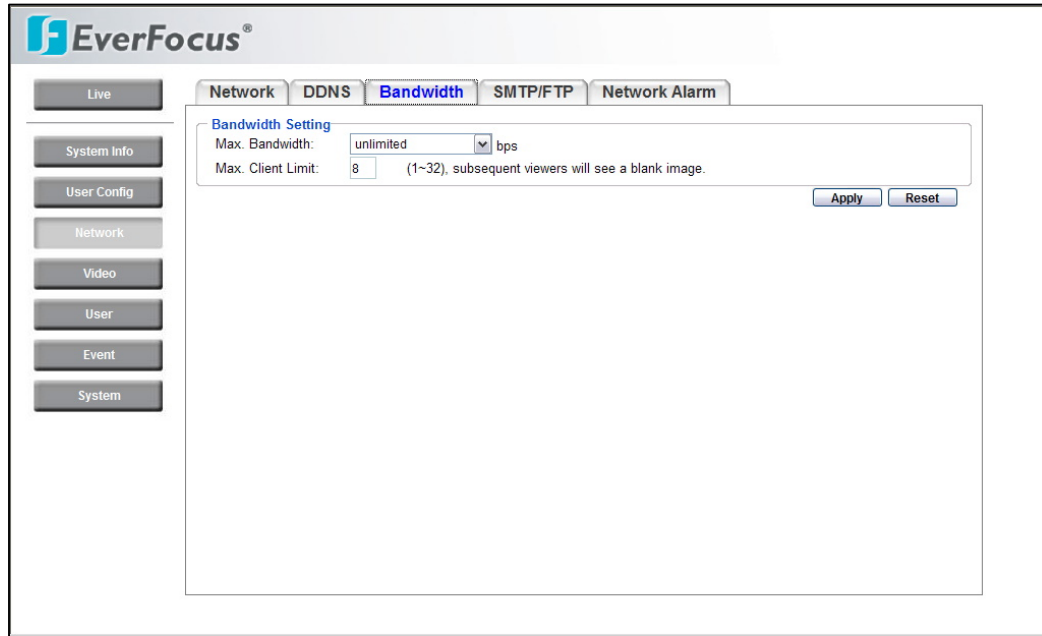 EverFocus®
Live
System Info
User Config
Network
Video
User
Event
System
Network DDNS Bandwidth SMTP/FTP Network Alarm
Bandwidth Setting
Max. Bandwidth: unlimited bps
Max. Client Limit: 8 (1~32), subsequent viewers will see a blank image.
Apply Reset